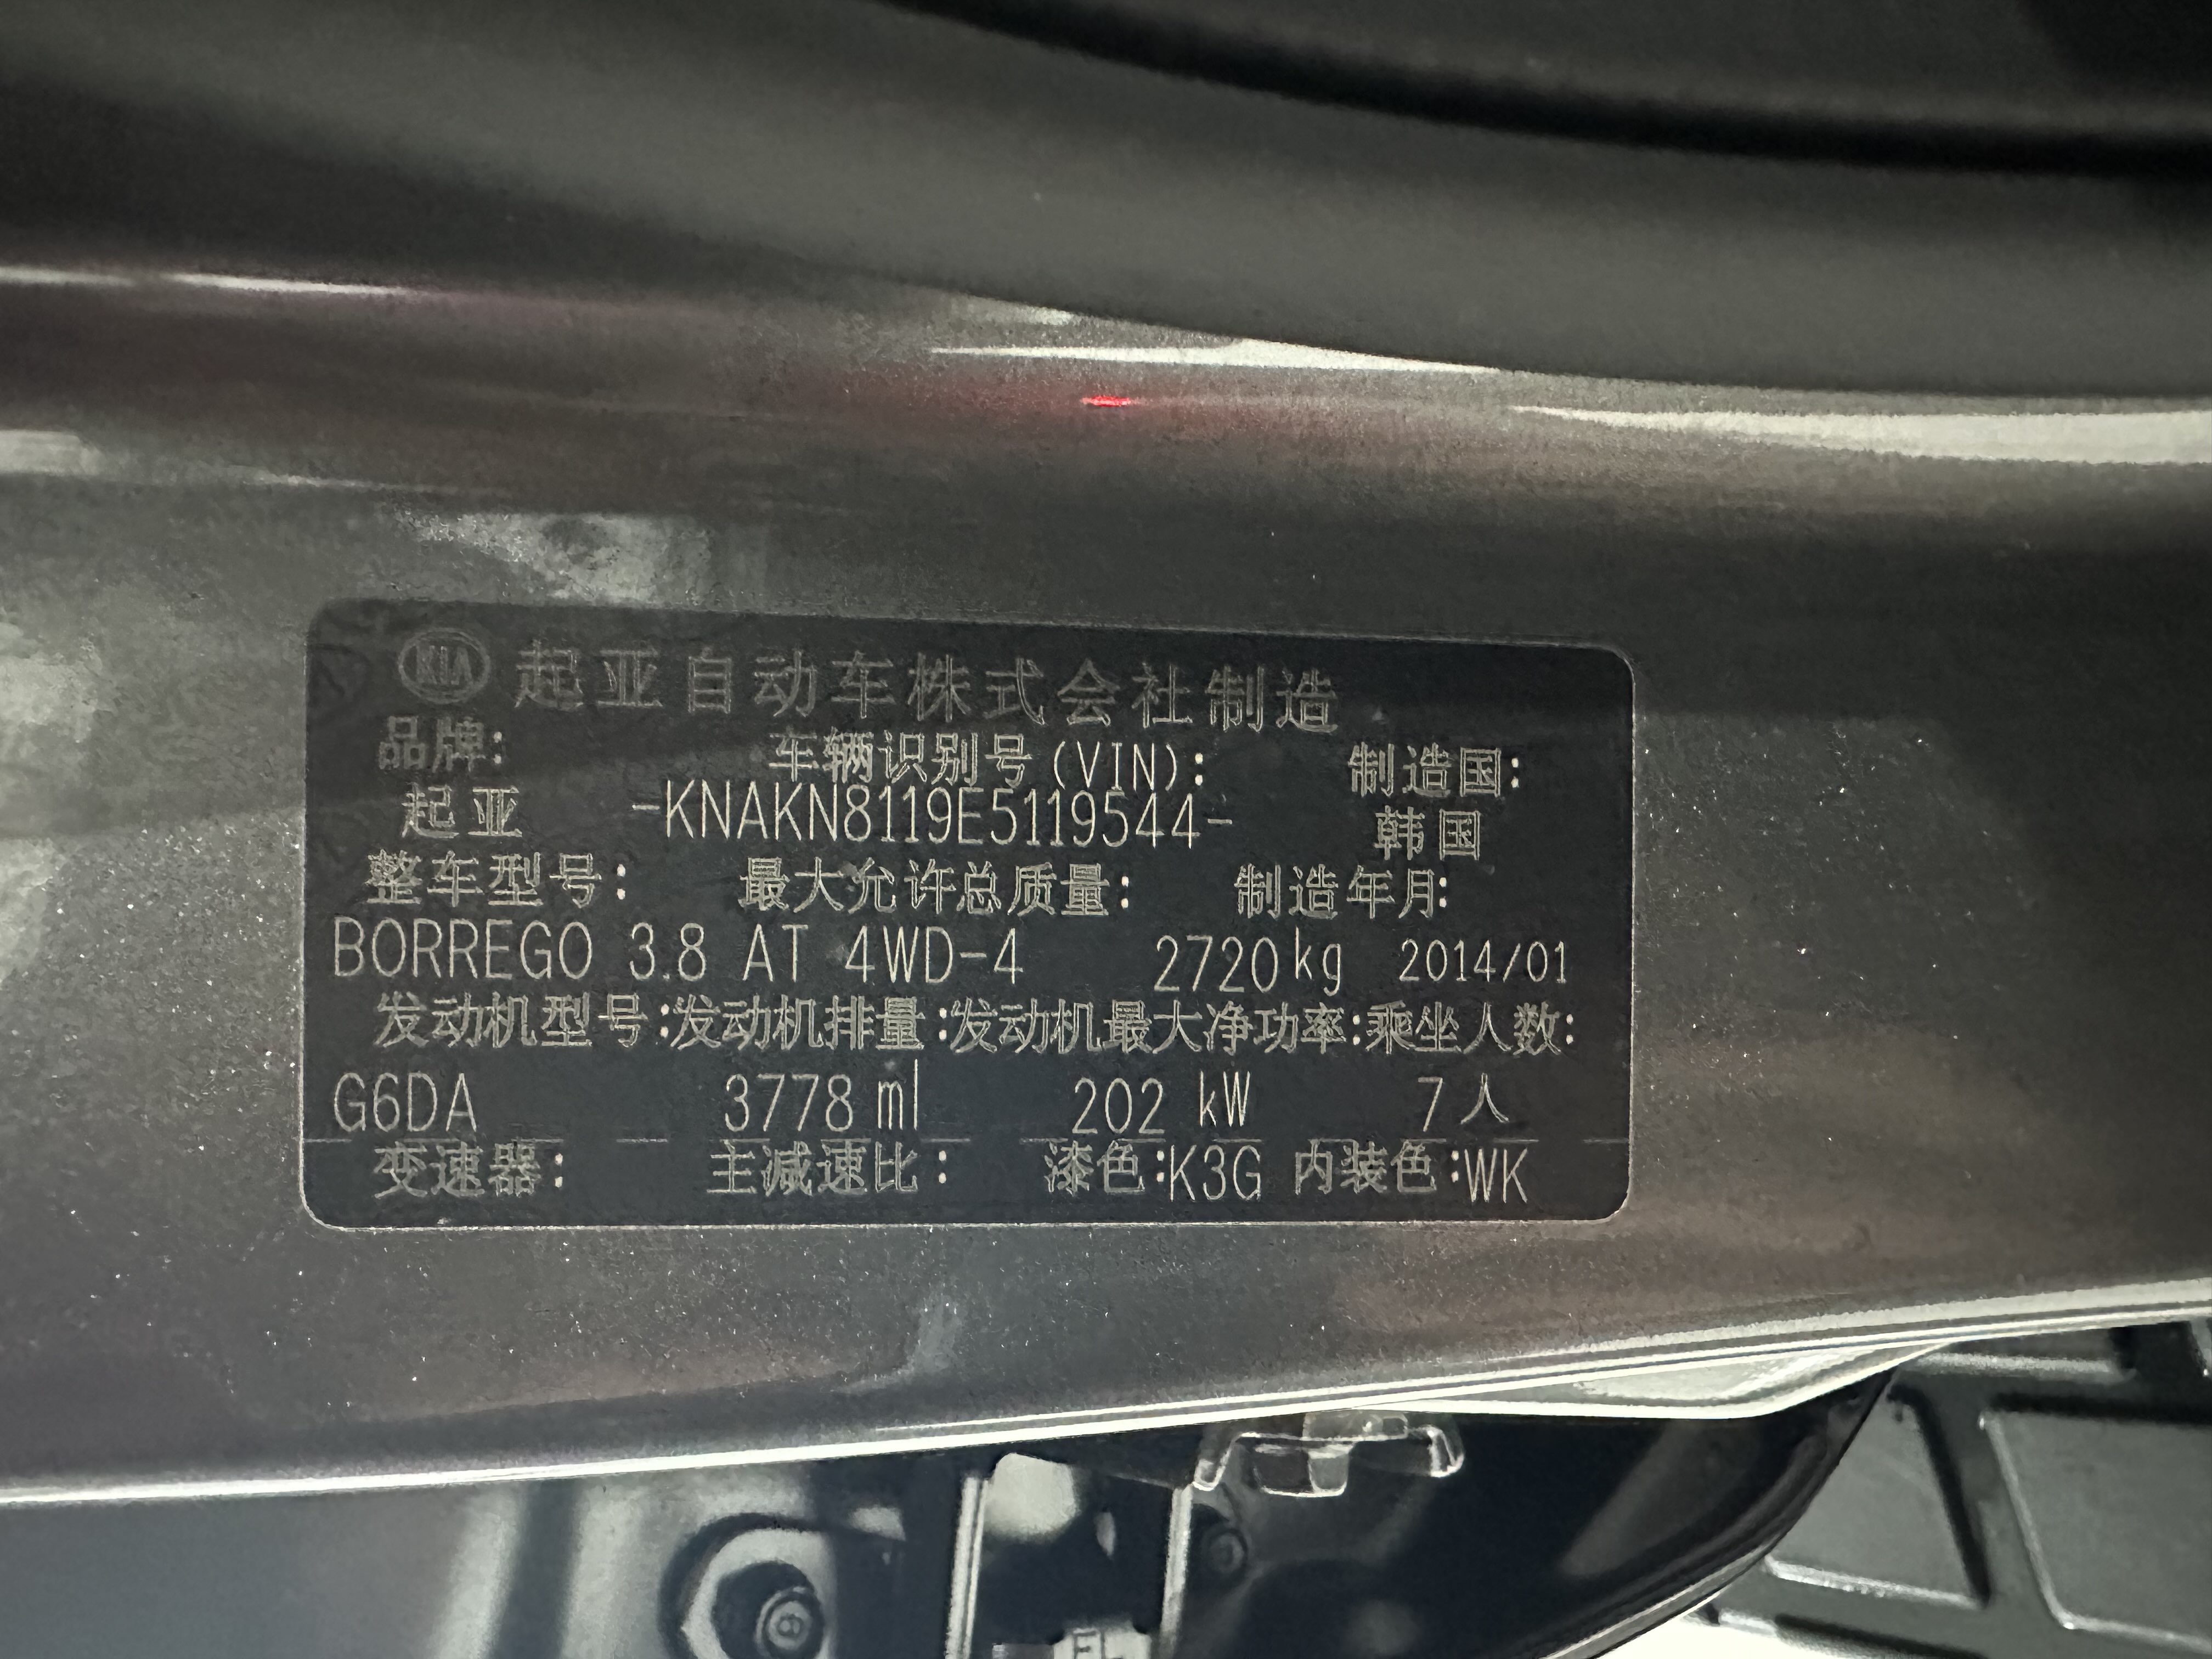 KIA 起亚自动车株式会社制造
品牌: 车辆识别号(VIN): 制造国:
起亚 -KNAKN8119E5119544- 韩国
整车型号: 最大允许总质量: 制造年月:
BORREGO 3.8 AT 4WD-4 2720kg 2014/01
发动机型号:发动机排量:发动机最大净功率:乘坐人数:
G6DA 3778 ml 202 kW 7人
变速器: 主减速比: 漆色:K3G 内装色:WK